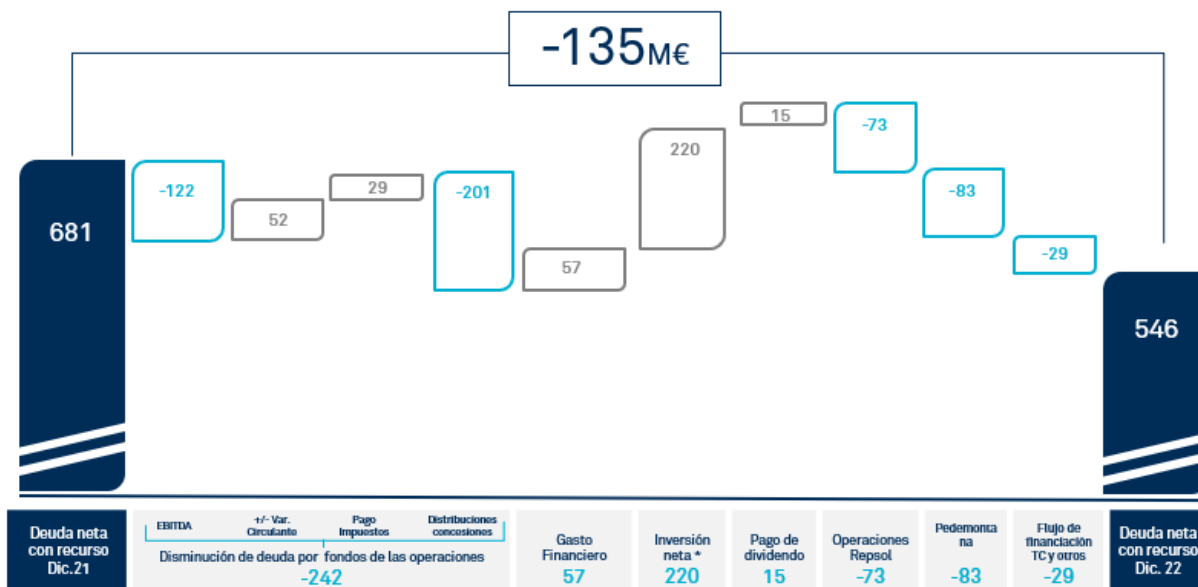 -135M€
681
-122
52
29
-201
57
220
15
-73
-83
-29
546
Deuda neta
con recurso
Dic.21
EBITDA
+/- Var.
Circulante
Pago
Impuestos
Distribuciones
concesiones
Disminución de deuda por fondos de las operaciones
-242
Gasto
Financiero
57
Inversión
neta *
220
Pago de
dividendo
15
Operaciones
Repsol
-73
Pedemonta
na
-83
Flujo de
financiación
TC y otros
-29
Deuda neta
con recurso
Dic. 22